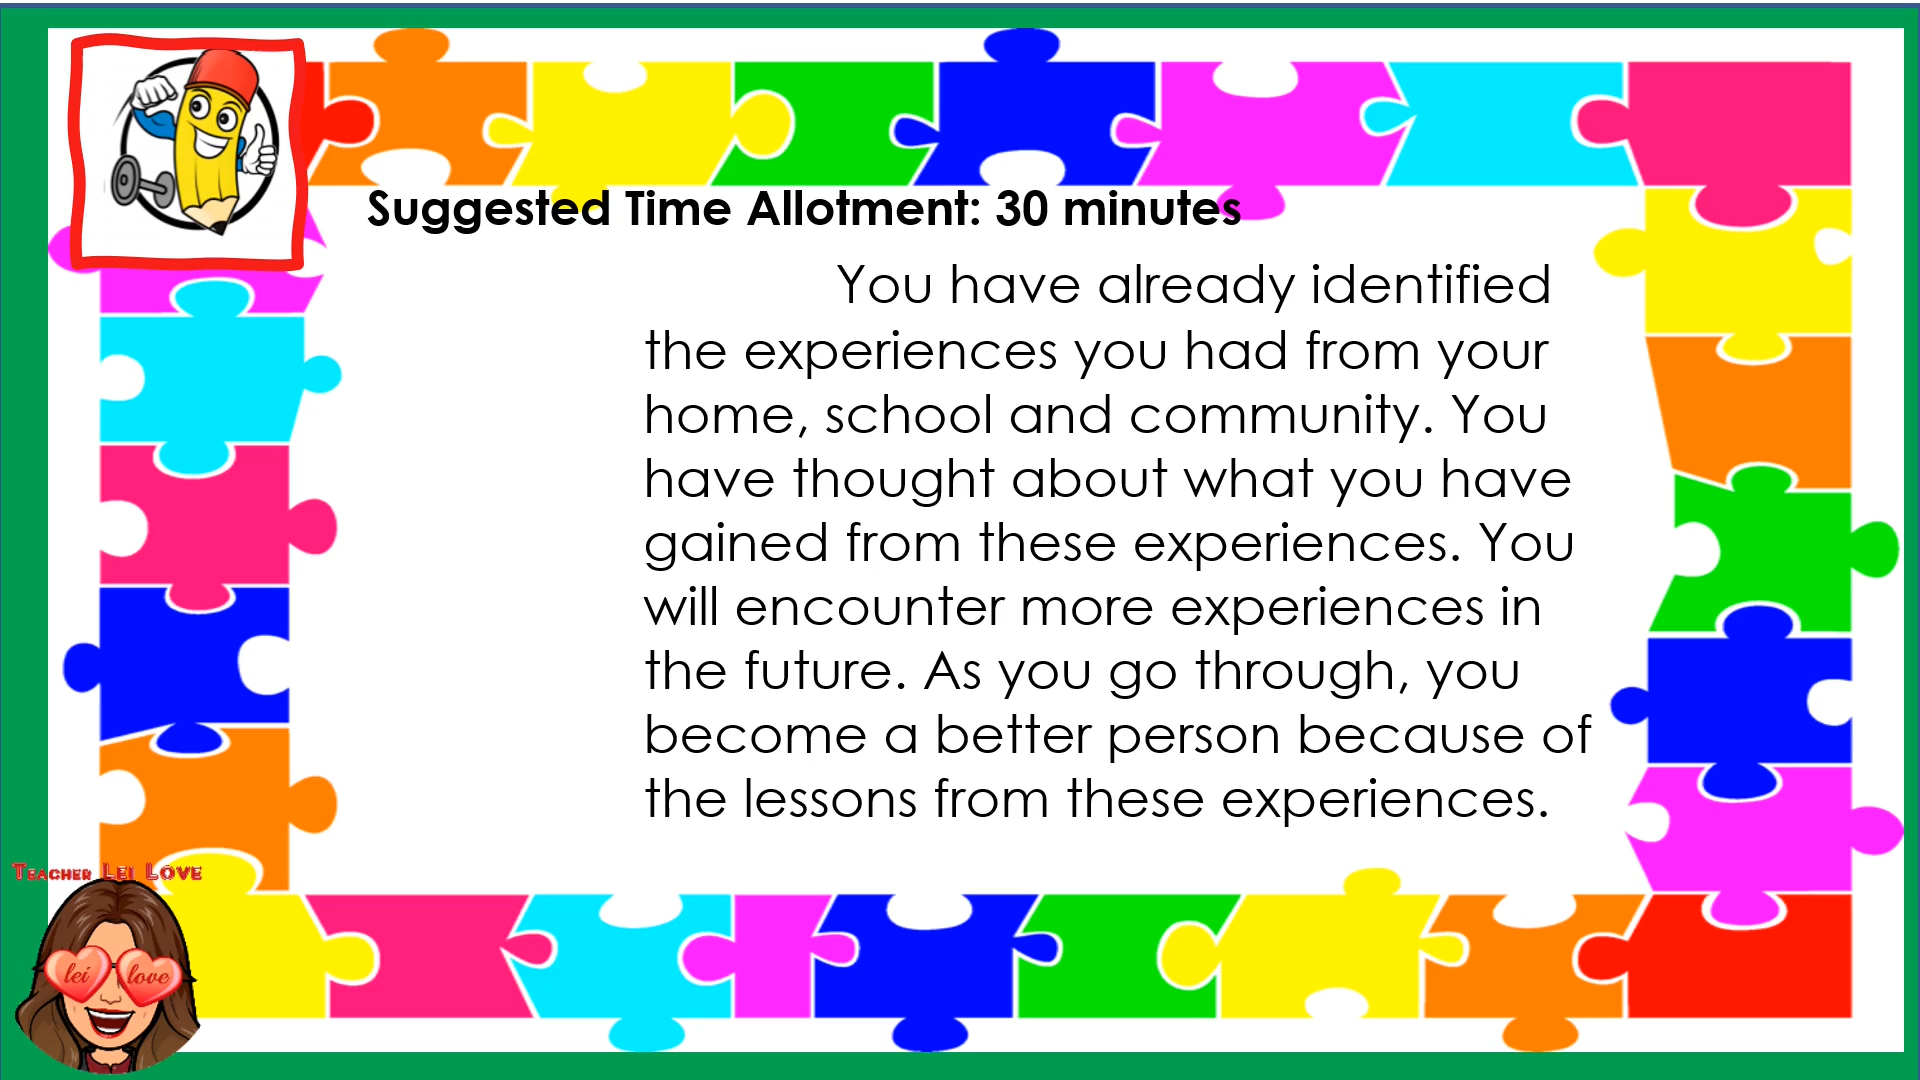 Suggested Time Allotment: 30 minutes
You have already identified
the experiences you had from your
home, school and community. You
have thought about what you have
gained from these experiences. You
will encounter more experiences in
the future. As you go through, you
become a better person because of
the lessons from these experiences.
TEACHER LEI LOVE
lei love